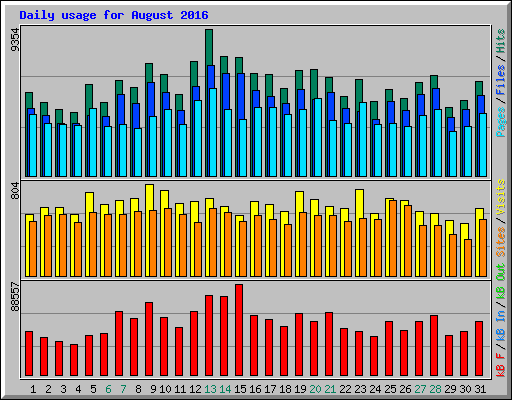 Daily usage for August 2016
9354
Pages / Files / Hits
804
Sites / Visits
88557
kB F / kB In / kB Out
1 2 3 4 5 6 7 8 9 10 11 12 13 14 15 16 17 18 19 20 21 22 23 24 25 26 27 28 29 30 31